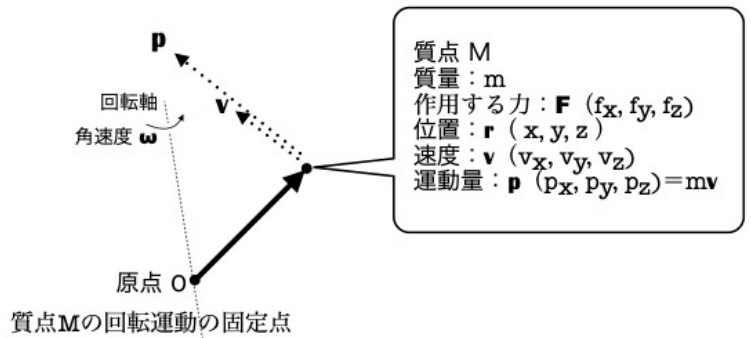 p
v
回転軸
角速度 ω
原点 O
質点Mの回転運動の固定点
質点 M
質量：m
作用する力：F（fx, fy, fz）
位置：r（x, y, z）
速度：v（vx, vy, vz）
運動量：p（px, py, pz）＝mv